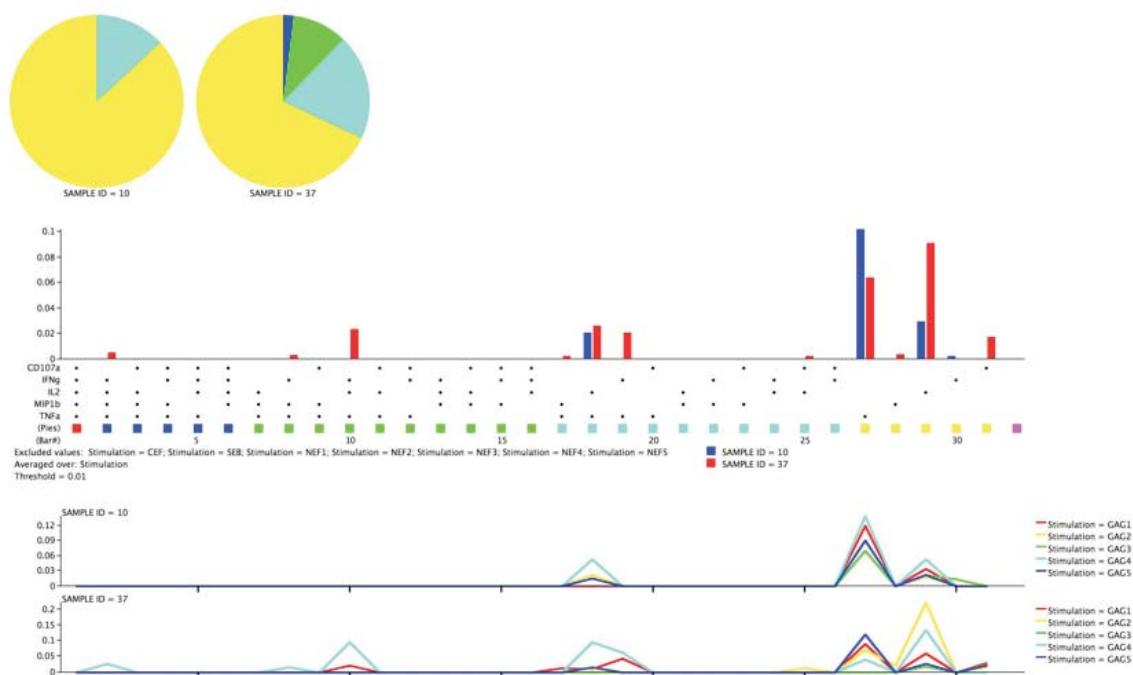 SAMPLE ID = 10 SAMPLE ID = 37
0.1
0.08
0.06
0.04
0.02
0
CD107a
IFNg
IL2
MIP1b
TNFa
(Pies)
(Bar#) 5 10 15 20 25 30
Excluded values: Stimulation = CEF; Stimulation = SEB; Stimulation = NEF1; Stimulation = NEF2; Stimulation = NEF3; Stimulation = NEF4; Stimulation = NEF5
Averaged over: Stimulation
Threshold = 0.01
SAMPLE ID = 10
SAMPLE ID = 37
SAMPLE ID = 10
0.12
0.09
0.06
0.03
0
Stimulation = GAG1
Stimulation = GAG2
Stimulation = GAG3
Stimulation = GAG4
Stimulation = GAG5
SAMPLE ID = 37
0.2
0.15
0.1
0.05
0
Stimulation = GAG1
Stimulation = GAG2
Stimulation = GAG3
Stimulation = GAG4
Stimulation = GAG5